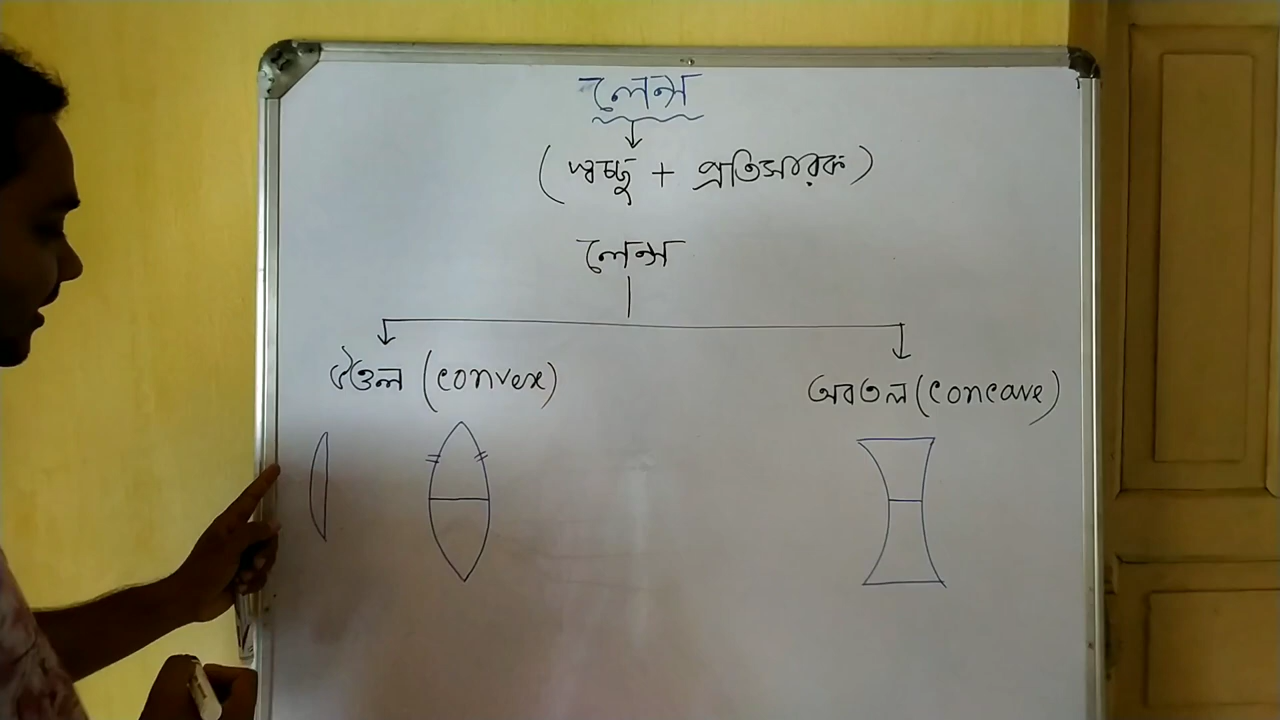 লেন্স
(স্বচ্ছ + প্রতিসারক)
লেন্স
উত্তল (convex)
অবতল (concave)